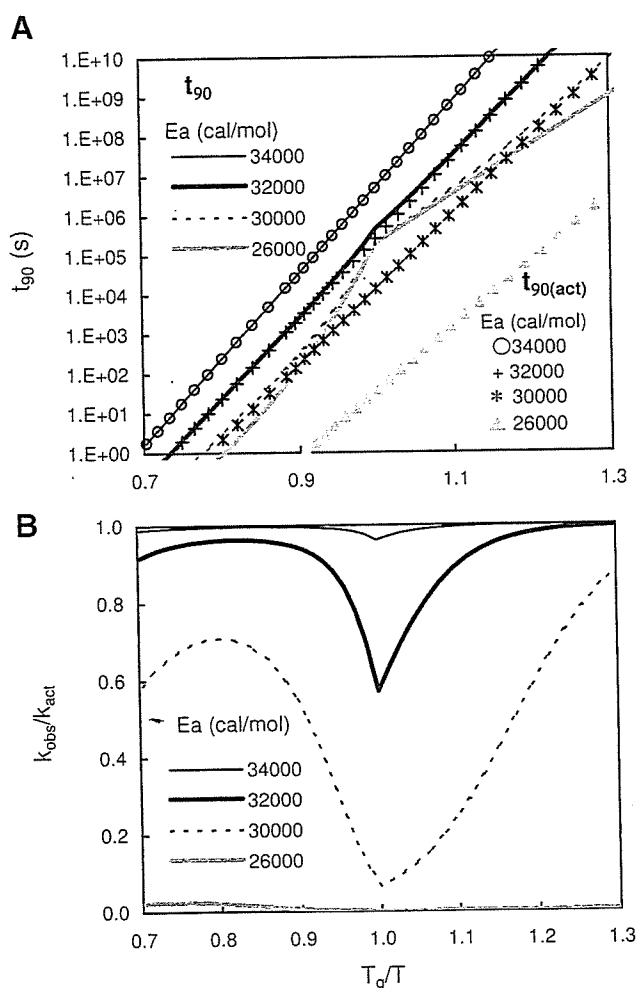 A
t90
Ea (cal/mol)
34000
32000
30000
26000
1.E+10
1.E+09
1.E+08
1.E+07
1.E+06
1.E+05
1.E+04
1.E+03
1.E+02
1.E+01
1.E+00
t90 (s)
t90(act)
Ea (cal/mol)
34000
32000
30000
26000
0.7 0.9 1.1 1.3
B
1.0
0.8
0.6
0.4
0.2
0.0
kobs/kact
Ea (cal/mol)
34000
32000
30000
26000
0.7 0.8 0.9 1.0 1.1 1.2 1.3
Tg/T